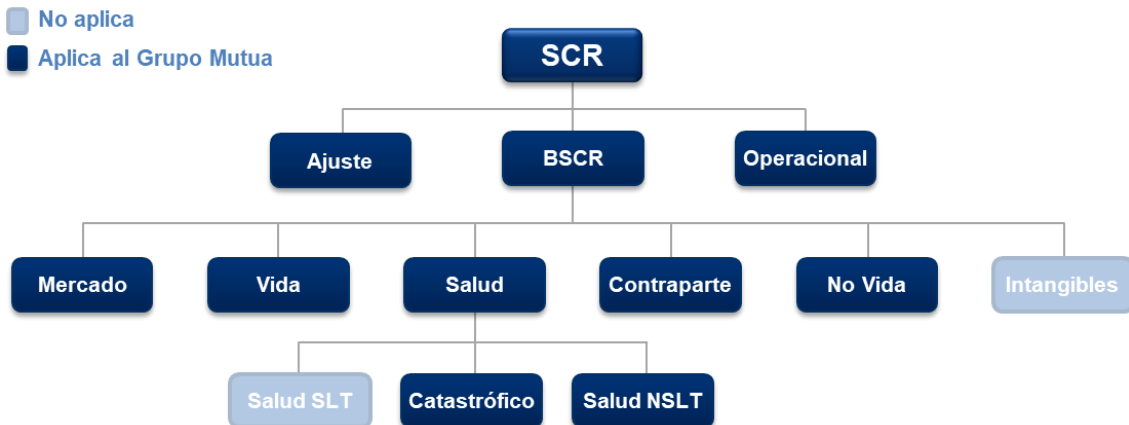 No aplica
Aplica al Grupo Mutua
SCR
Ajuste
BSCR
Operacional
Mercado
Vida
Salud
Contraparte
No Vida
Intangibles
Salud SLT
Catastrófico
Salud NSLT